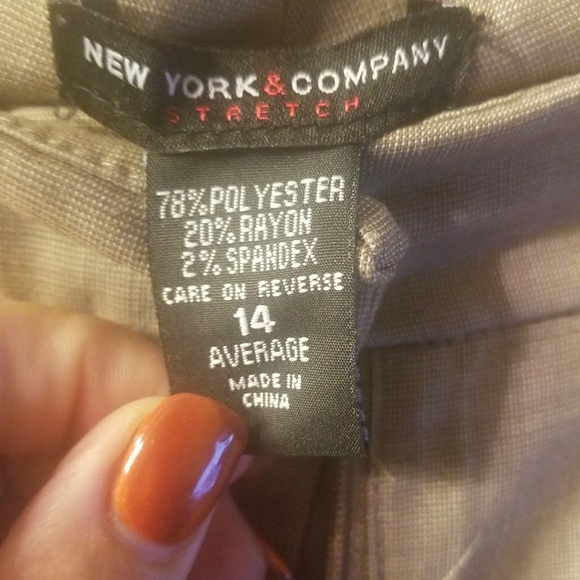 NEW YORK&COMPANY
STRETCH
78%POLYESTER
20%RAYON
2%SPANDEX
CARE ON REVERSE
14
AVERAGE
MADE IN
CHINA